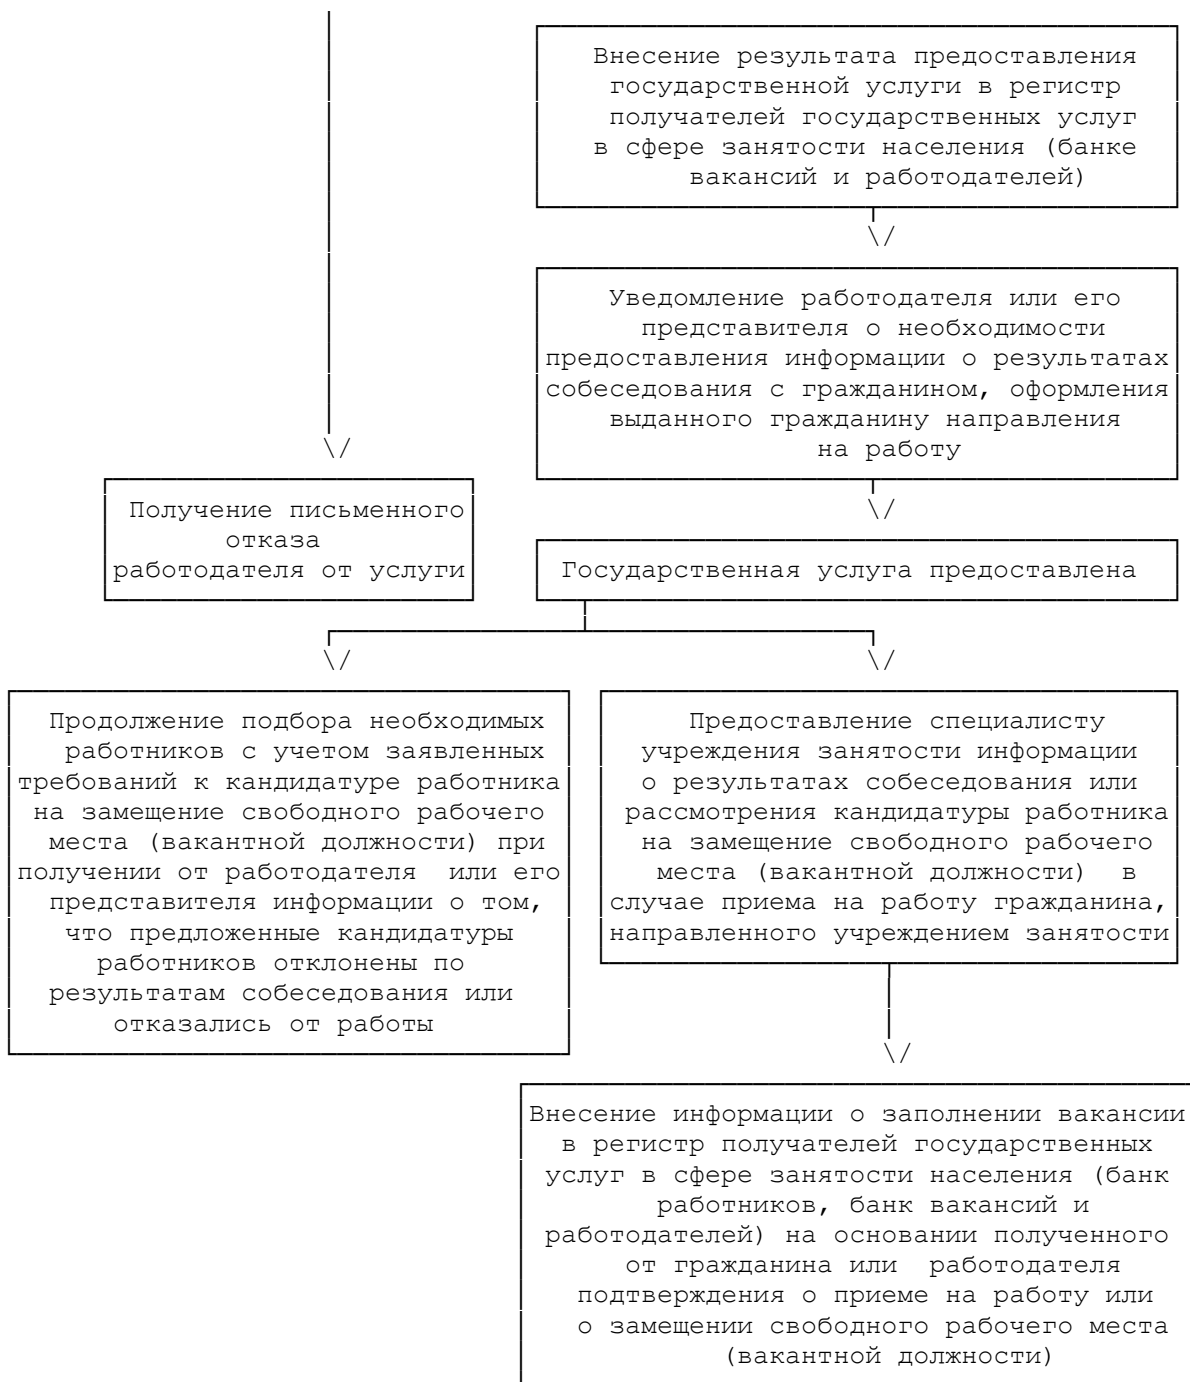 Внесение результата предоставления
государственной услуги в регистр
получателей государственных услуг
в сфере занятости населения (банке
вакансий и работодателей)
Уведомление работодателя или его
представителя о необходимости
предоставления информации о результатах
собеседования с гражданином, оформления
выданного гражданину направления
на работу
Получение письменного
отказа
работодателя от услуги
Государственная услуга предоставлена
Продолжение подбора необходимых
работников с учетом заявленных
требований к кандидатуре работника
на замещение свободного рабочего
места (вакантной должности) при
получении от работодателя или его
представителя информации о том,
что предложенные кандидатуры
работников отклонены по
результатам собеседования или
отказались от работы
Предоставление специалисту
учреждения занятости информации
о результатах собеседования или
рассмотрения кандидатуры работника
на замещение свободного рабочего
места (вакантной должности) в
случае приема на работу гражданина,
направленного учреждением занятости
Внесение информации о заполнении вакансии
в регистр получателей государственных
услуг в сфере занятости населения (банк
работников, банк вакансий и
работодателей) на основании полученного
от гражданина или работодателя
подтверждения о приеме на работу или
о замещении свободного рабочего места
(вакантной должности)